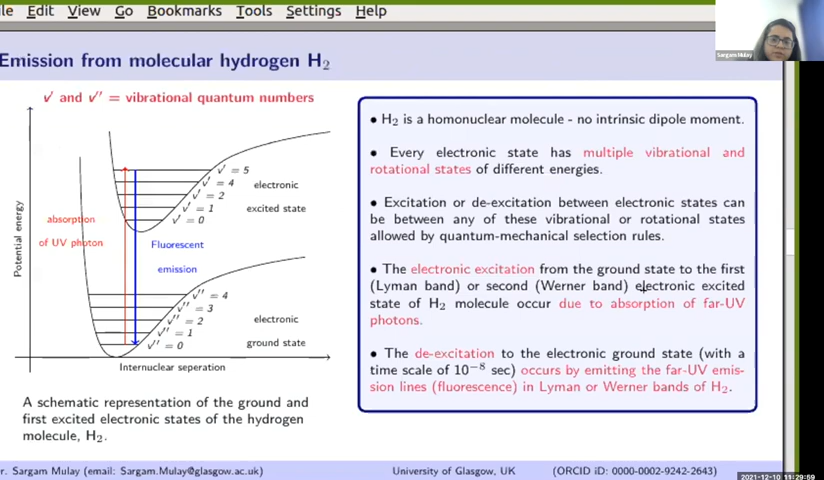 le Edit View Go Bookmarks Tools Settings Help
Sargam Mulay
Emission from molecular hydrogen H₂
v′ and v′′ = vibrational quantum numbers
Potential energy
absorption
of UV photon
Fluorescent
emission
v′ = 5
v′ = 4
v′ = 2
v′ = 1
v′ = 0
electronic
excited state
v′′ = 4
v′′ = 3
v′′ = 2
v′′ = 1
v′′ = 0
electronic
ground state
Internuclear seperation
A schematic representation of the ground and
first excited electronic states of the hydrogen
molecule, H₂.
• H₂ is a homonuclear molecule - no intrinsic dipole moment.
• Every electronic state has multiple vibrational and
rotational states of different energies.
• Excitation or de-excitation between electronic states can
be between any of these vibrational or rotational states
allowed by quantum-mechanical selection rules.
• The electronic excitation from the ground state to the first
(Lyman band) or second (Werner band) electronic excited
state of H₂ molecule occur due to absorption of far-UV
photons.
• The de-excitation to the electronic ground state (with a
time scale of 10⁻⁸ sec) occurs by emitting the far-UV emis-
sion lines (fluorescence) in Lyman or Werner bands of H₂.
r. Sargam Mulay (email: Sargam.Mulay@glasgow.ac.uk) University of Glasgow, UK (ORCID iD: 0000-0002-9242-2643)
2021-12-10 11:29:59